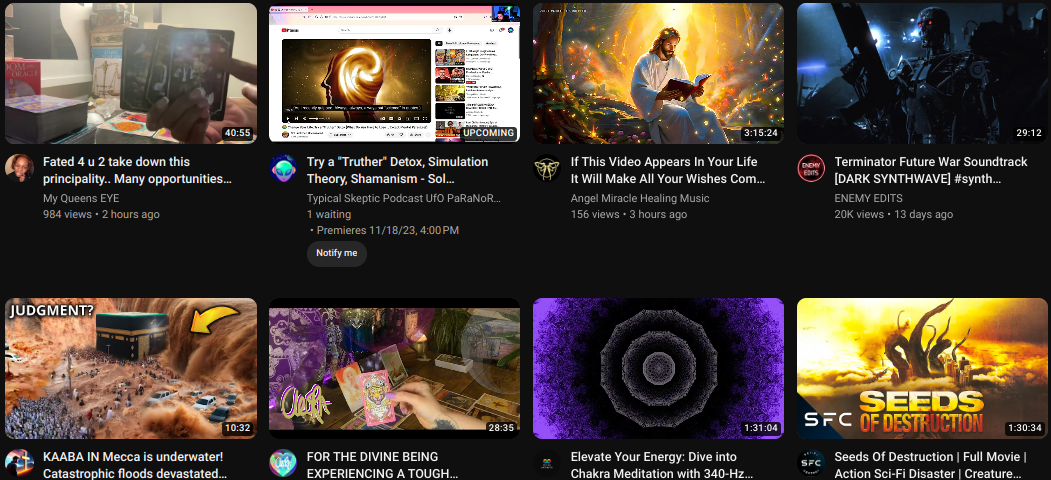 40:55
UPCOMING
3:15:24
29:12
Fated 4 u 2 take down this
principality.. Many opportunities...
My Queens EYE
984 views • 2 hours ago
Try a "Truther" Detox, Simulation
Theory, Shamanism - Sol...
Typical Skeptic Podcast UfO PaRaNoR...
1 waiting
• Premieres 11/18/23, 4:00PM
Notify me
If This Video Appears In Your Life
It Will Make All Your Wishes Com...
Angel Miracle Healing Music
156 views • 3 hours ago
ENEMY
EDITS
Terminator Future War Soundtrack
[DARK SYNTHWAVE] #synth...
ENEMY EDITS
20K views • 13 days ago
JUDGMENT?
10:32
28:35
1:31:04
SFC
SEEDS
OF DESTRUCTION
1:30:34
KAABA IN Mecca is underwater!
Catastrophic floods devastated...
FOR THE DIVINE BEING
EXPERIENCING A TOUGH...
Elevate Your Energy: Dive into
Chakra Meditation with 340-Hz...
SFC
Seeds Of Destruction | Full Movie |
Action Sci-Fi Disaster | Creature...